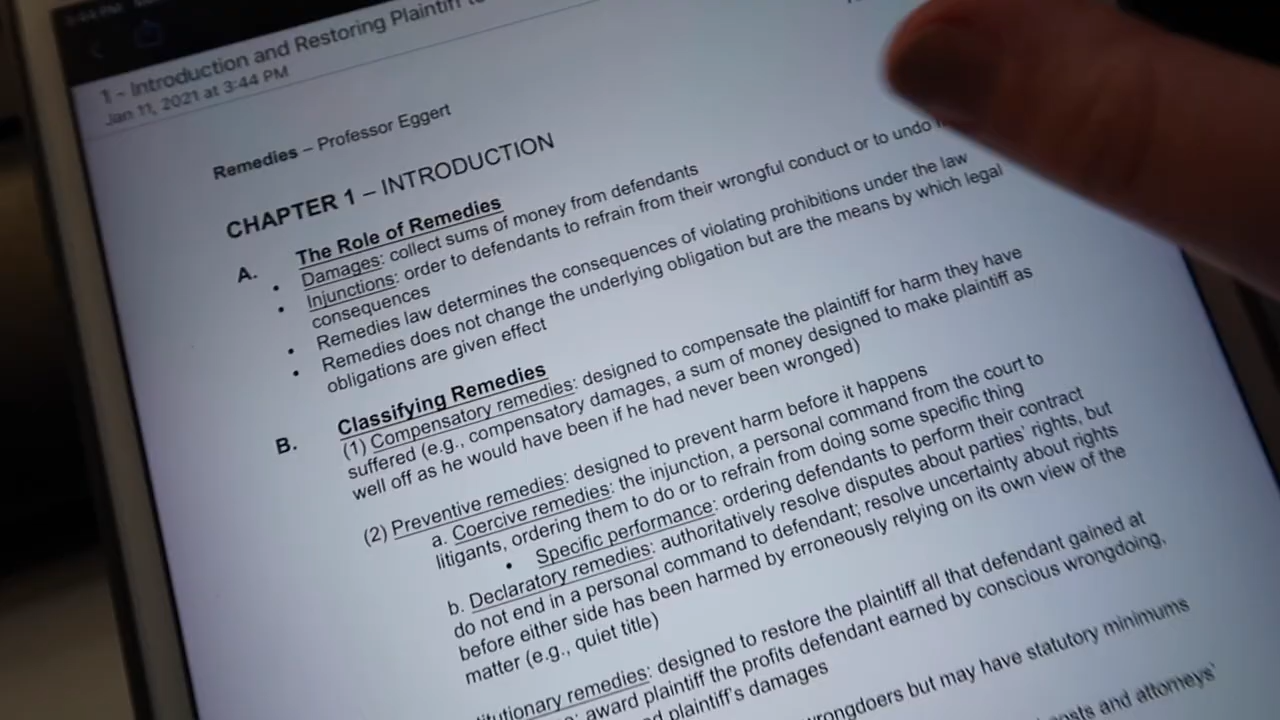 1 - Introduction and Restoring Plaintiff
Jan 11, 2021 at 3:44 PM
Remedies – Professor Eggert
CHAPTER 1 – INTRODUCTION
A. The Role of Remedies
• Damages: collect sums of money from defendants
• Injunctions: order to defendants to refrain from their wrongful conduct or to undo
consequences
• Remedies law determines the consequences of violating prohibitions under the law
• Remedies does not change the underlying obligation but are the means by which legal
obligations are given effect
B. Classifying Remedies
(1) Compensatory remedies: designed to compensate the plaintiff for harm they have
suffered (e.g., compensatory damages, a sum of money designed to make plaintiff as
well off as he would have been if he had never been wronged)
(2) Preventive remedies: designed to prevent harm before it happens
a. Coercive remedies: the injunction, a personal command from the court to
litigants, ordering them to do or to refrain from doing some specific thing
• Specific performance: ordering defendants to perform their contract
b. Declaratory remedies: authoritatively resolve disputes about parties' rights, but
do not end in a personal command to defendant; resolve uncertainty about rights
before either side has been harmed by erroneously relying on its own view of the
matter (e.g., quiet title)
remedies: designed to restore the plaintiff all that defendant gained at
award plaintiff the profits defendant earned by conscious wrongdoing,
plaintiff's damages
but may have statutory minimums
and attorneys'